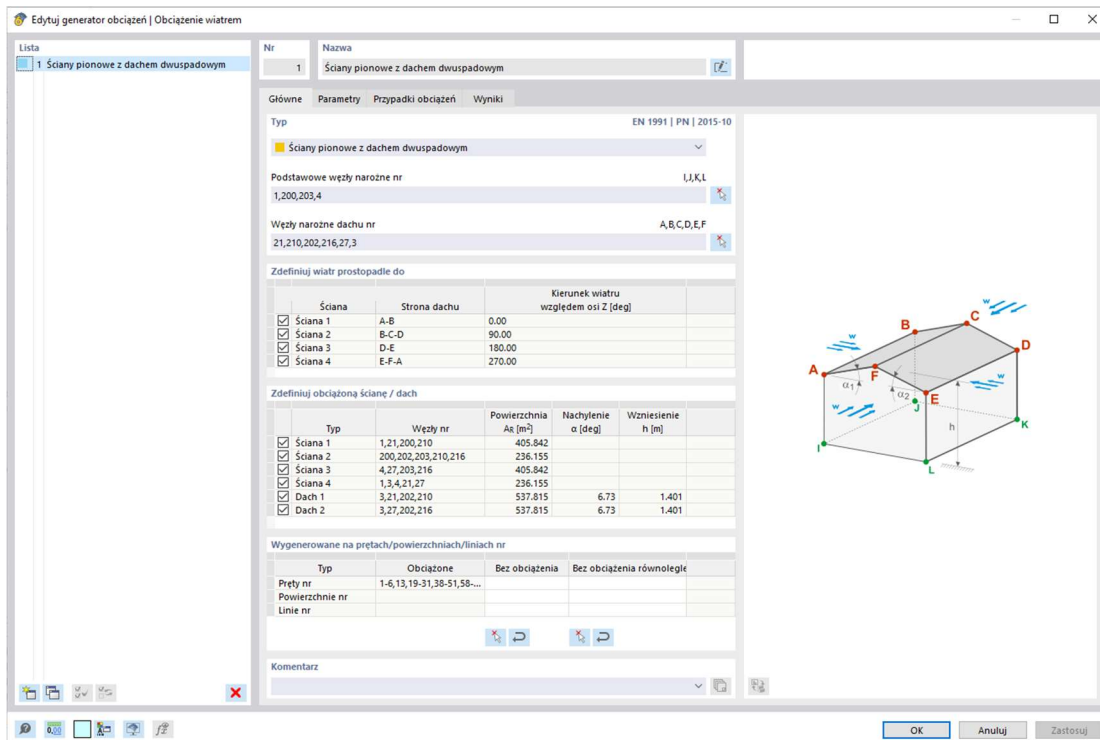 Edytuj generator obciążeń | Obciążenie wiatrem
Lista
1 Ściany pionowe z dachem dwuspadowym
Nr
1
Nazwa
Ściany pionowe z dachem dwuspadowym
Główne Parametry Przypadki obciążeń Wyniki
Typ EN 1991 | PN | 2015-10
Ściany pionowe z dachem dwuspadowym
Podstawowe węzły narożne nr I,J,K,L
1,200,203,4
Węzły narożne dachu nr A,B,C,D,E,F
21,210,202,216,27,3
Zdefiniuj wiatr prostopadle do
Kierunek wiatru
Ściana Strona dachu względem osi Z [deg]
Ściana 1 A-B 0.00
Ściana 2 B-C-D 90.00
Ściana 3 D-E 180.00
Ściana 4 E-F-A 270.00
Zdefiniuj obciążoną ścianę / dach
Powierzchnia Nachylenie Wzniesienie
Typ Węzły nr AR [m²] α [deg] h [m]
Ściana 1 1,21,200,210 405.842
Ściana 2 200,202,203,210,216 236.155
Ściana 3 4,27,203,216 405.842
Ściana 4 1,3,4,21,27 236.155
Dach 1 3,21,202,210 537.815 6.73 1.401
Dach 2 3,27,202,216 537.815 6.73 1.401
Wygenerowane na prętach/powierzchniach/liniach nr
Typ Obciążone Bez obciążenia Bez obciążenia równoległe
Pręty nr 1-6,13,19-31,38-51,58-...
Powierzchnie nr
Linie nr
Komentarz
w
C
B
w
D
A
F
α1
w
α2
E
J
w
h
K
I
L
0,00
OK Anuluj Zastosuj